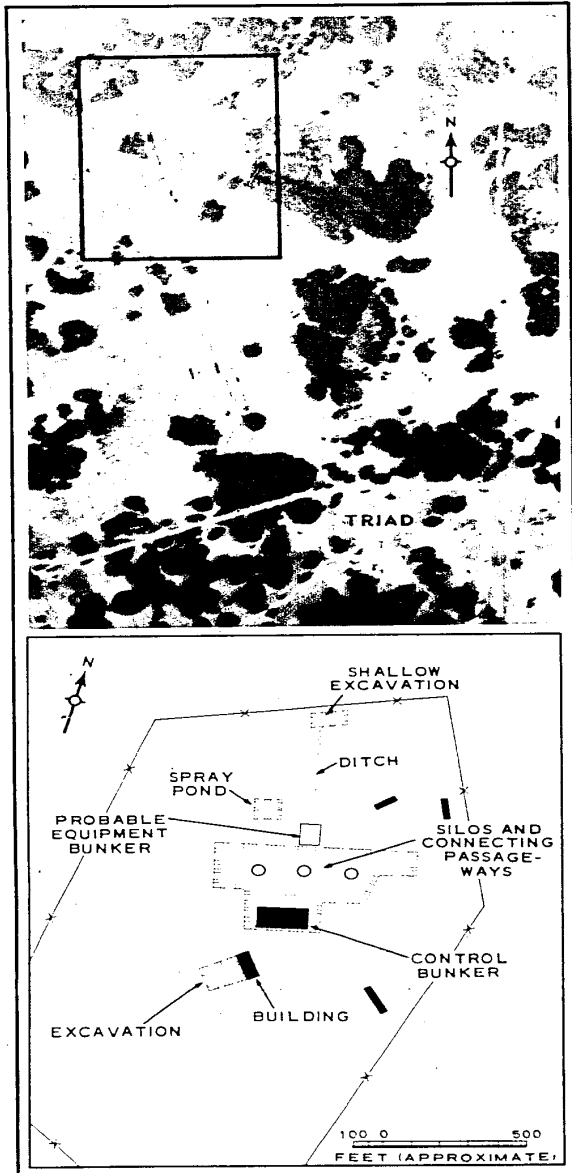 N
TRIAD
N
SHALLOW
EXCAVATION
DITCH
SPRAY
POND
PROBABLE
EQUIPMENT
BUNKER
SILOS AND
CONNECTING
PASSAGE-
WAYS
CONTROL
BUNKER
BUILDING
EXCAVATION
100 0 500
FEET (APPROXIMATE)